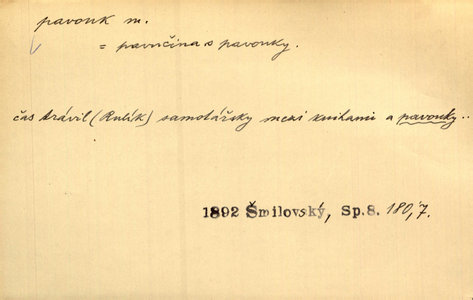 pavouk m.
= pavučina s pavouky.
čas trávil (Rulík) samotářsky mezi knihami a pavouky..
1892 Šmilovský, Sp.8. 180,7.